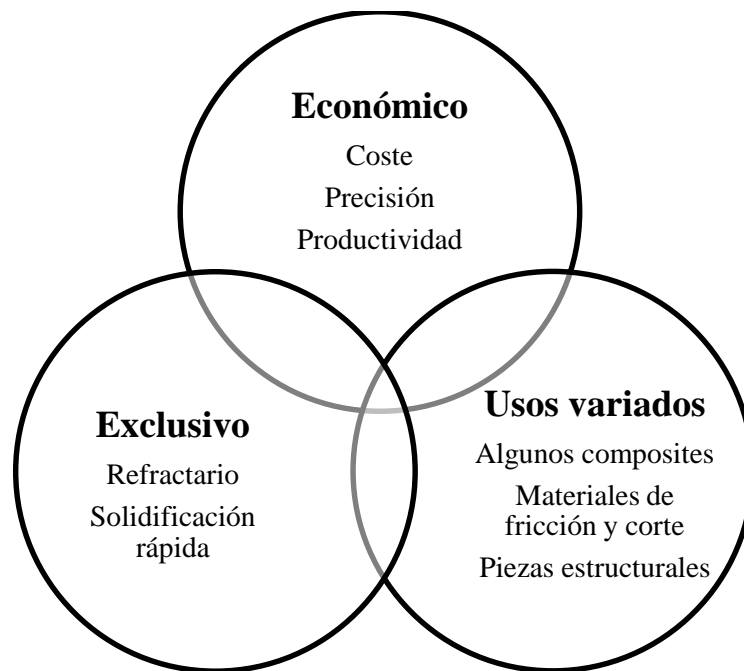 Económico
Coste
Precisión
Productividad
Exclusivo
Refractario
Solidificación
rápida
Usos variados
Algunos composites
Materiales de
fricción y corte
Piezas estructurales